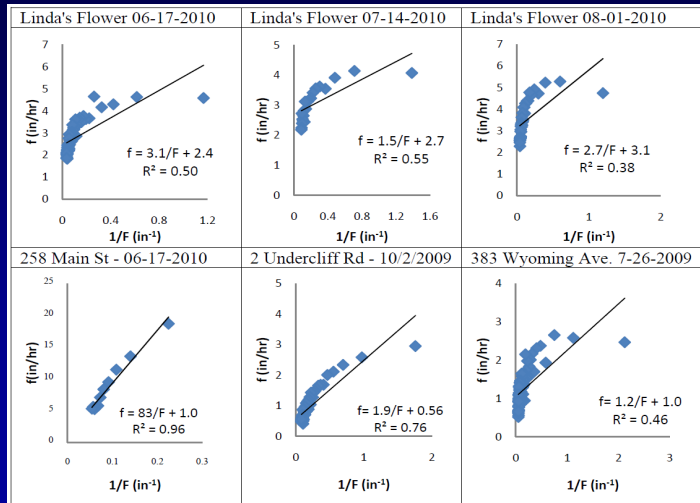 Linda's Flower 06-17-2010
7
6
5
4
3
2
1
0
f (in/hr)
f = 3.1/F + 2.4
R² = 0.50
0 0.4 0.8 1.2
1/F (in⁻¹)
Linda's Flower 07-14-2010
5
4
3
2
1
0
f (in/hr)
f = 1.5/F + 2.7
R² = 0.55
0 0.4 0.8 1.2 1.6
1/F (in⁻¹)
Linda's Flower 08-01-2010
7
6
5
4
3
2
1
0
f (in/hr)
f = 2.7/F + 3.1
R² = 0.38
0 1 2
1/F (in⁻¹)
258 Main St - 06-17-2010
25
20
15
10
5
0
f(in/hr)
f = 83/F + 1.0
R² = 0.96
0 0.1 0.2 0.3
1/F (in⁻¹)
2 Undercliff Rd - 10/2/2009
5
4
3
2
1
0
f (in/hr)
f= 1.9/F + 0.56
R² = 0.76
0 1 2
1/F (in⁻¹)
383 Wyoming Ave. 7-26-2009
4
3
2
1
0
f (in/hr)
f= 1.2/F + 1.0
R² = 0.46
0 1 2 3
1/F (in⁻¹)